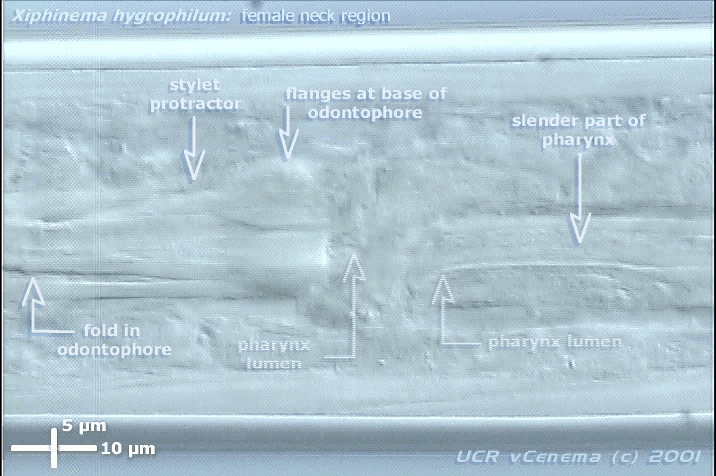 Xiphinema hygrophilum: female neck region
stylet
protractor
flanges at base of
odontophore
slender part of
pharynx
fold in
odontophore
pharynx
lumen
pharynx lumen
5 µm
10 µm
UCR vCenema (c) 2001